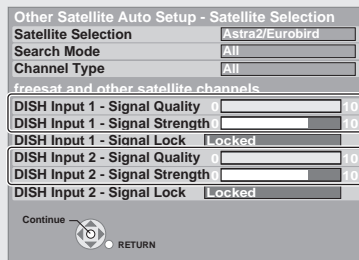 Other Satellite Auto Setup - Satellite Selection
Satellite Selection Astra2/Eurobird
Search Mode All
Channel Type All
freesat and other satellite channels
DISH Input 1 - Signal Quality 0 10
DISH Input 1 - Signal Strength 0 10
DISH Input 1 - Signal Lock Locked
DISH Input 2 - Signal Quality 0 10
DISH Input 2 - Signal Strength 0 10
DISH Input 2 - Signal Lock Locked
Continue
RETURN